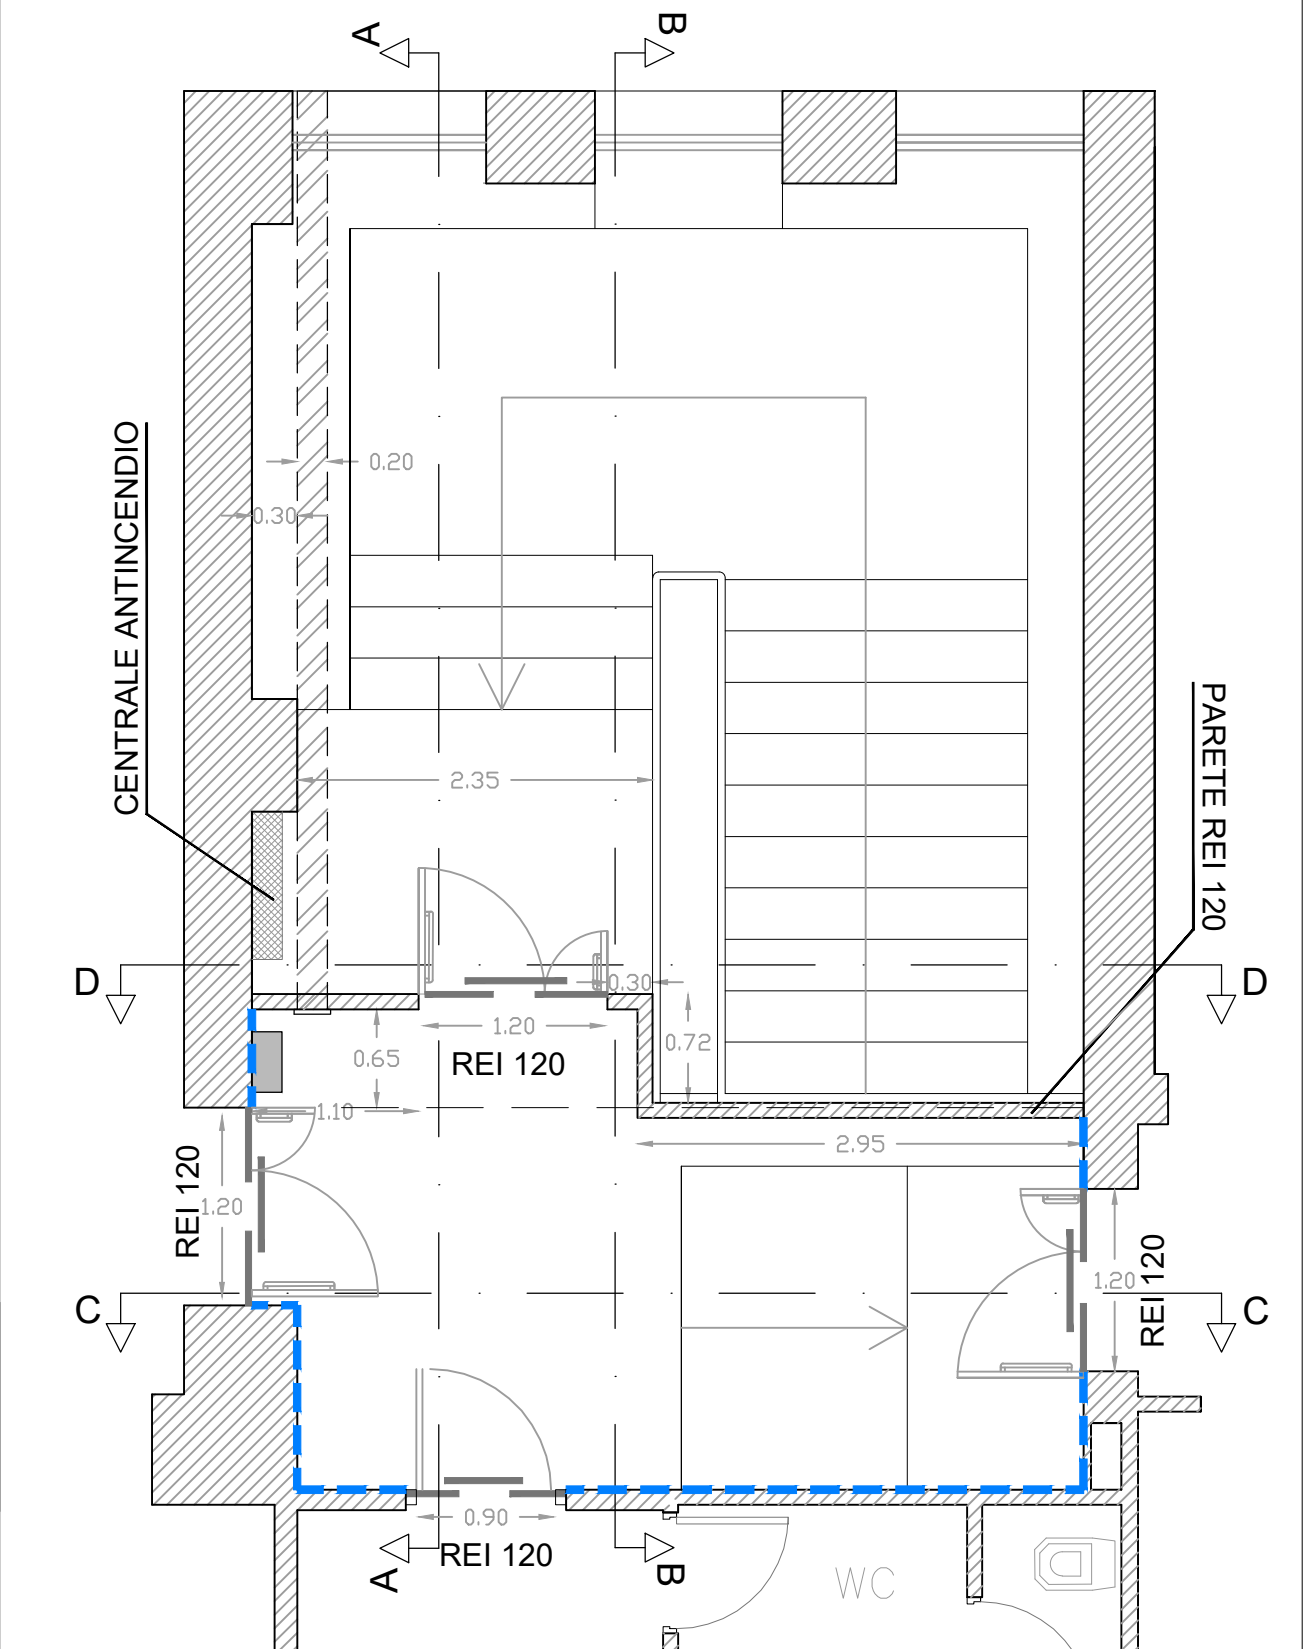 A
B
0.20
0.30
CENTRALE ANTINCENDIO
2.35
PARETE REI 120
D
D
0.30
1.20
0.65
REI 120
0.72
1.10
2.95
REI 120
1.20
1.20
REI 120
C
C
0.90
REI 120
A
B
WC